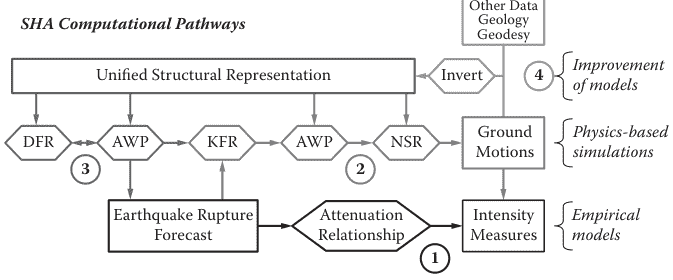 Other Data
Geology
Geodesy
SHA Computational Pathways
Unified Structural Representation
Invert
4
Improvement
of models
DFR
AWP
KFR
AWP
NSR
Ground
Motions
Physics-based
simulations
3
2
Earthquake Rupture
Forecast
Attenuation
Relationship
Intensity
Measures
Empirical
models
1